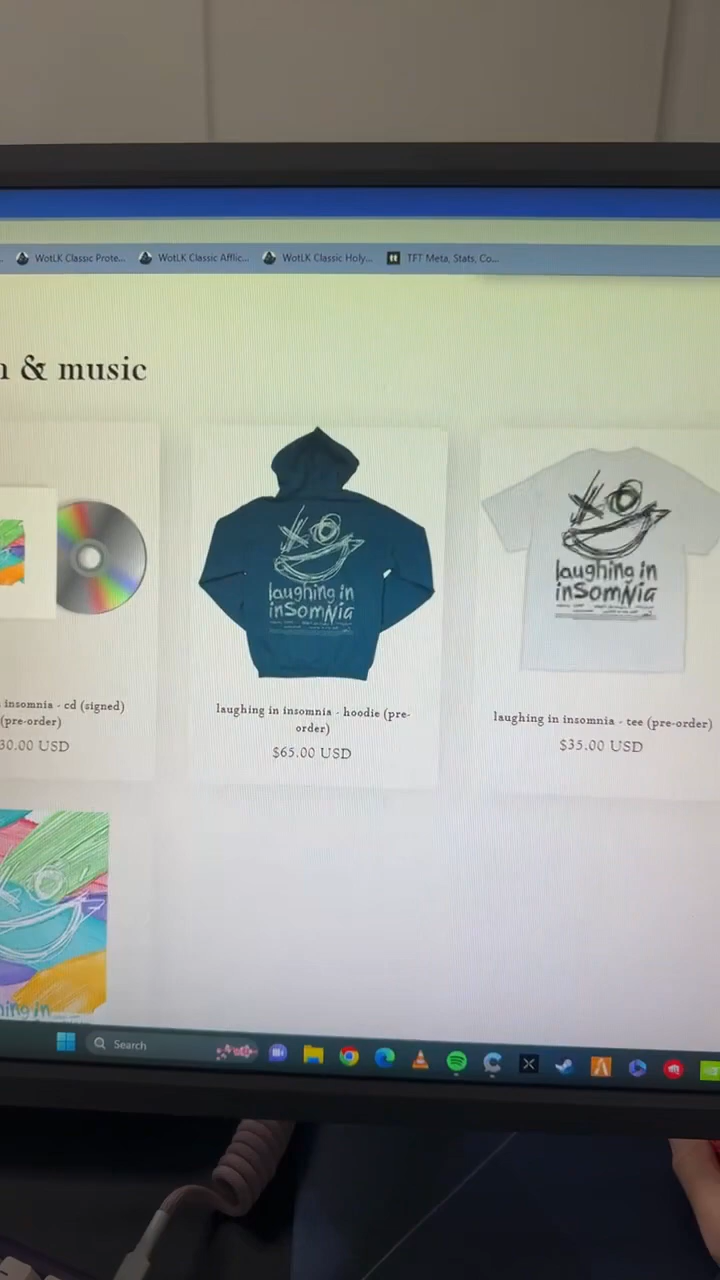 WotLK Classic Prote... WotLK Classic Afflic... WotLK Classic Holy... TFT Meta, Stats, Co...
& music
laughing in
insomnia
laughing in
insomnia
insomnia - cd (signed)
(pre-order)
30.00 USD
laughing in insomnia - hoodie (pre-
order)
$65.00 USD
laughing in insomnia - tee (pre-order)
$35.00 USD
hing in
Search